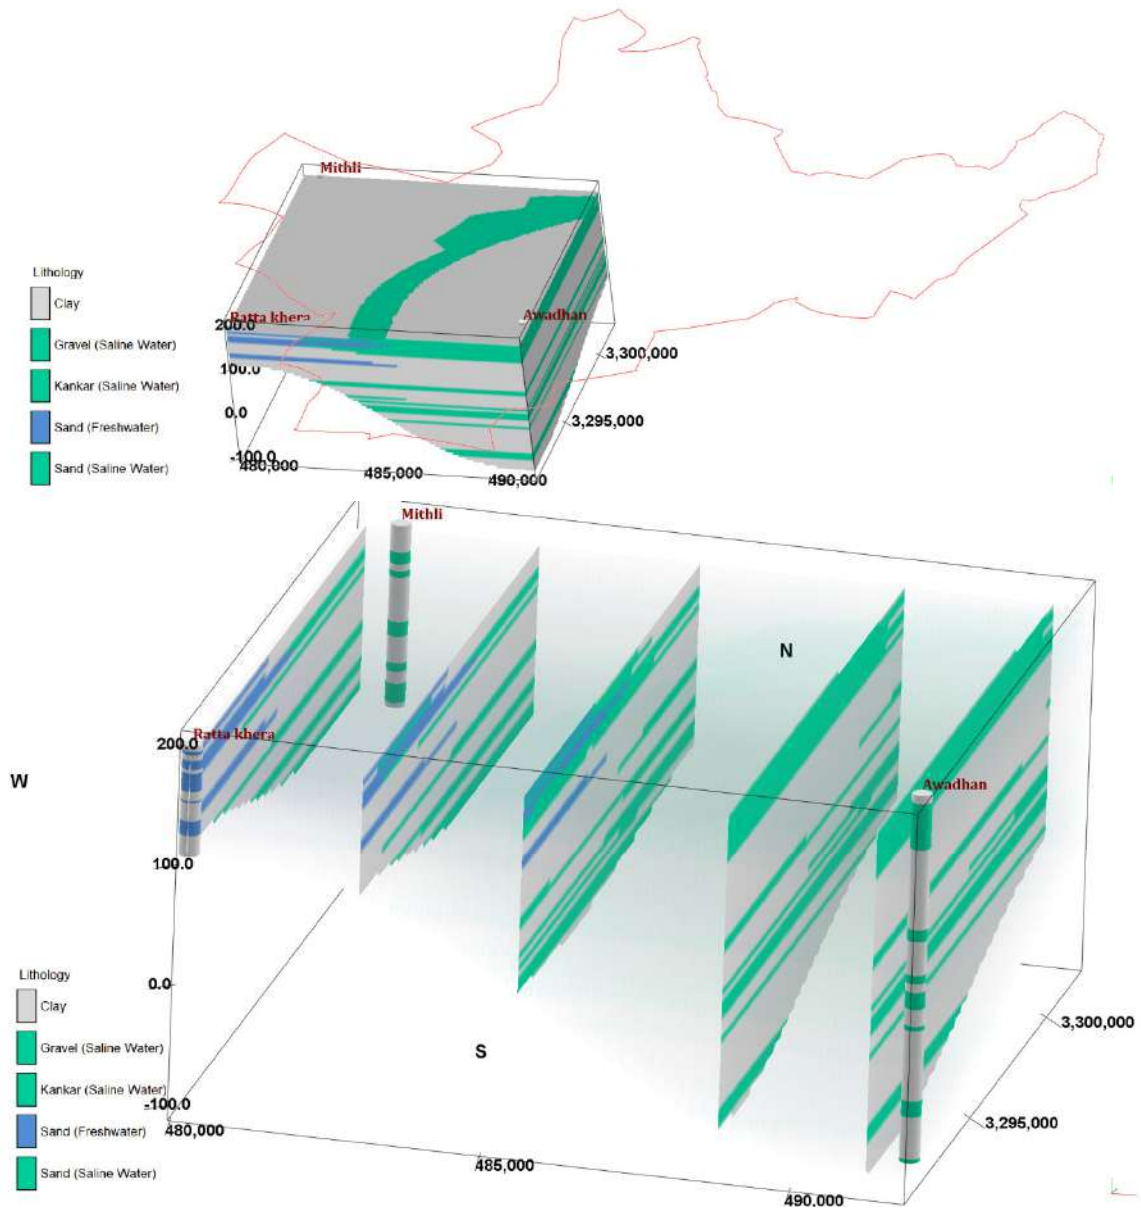 Mithli
Lithology
Clay
Gravel (Saline Water)
Kankar (Saline Water)
Sand (Freshwater)
Sand (Saline Water)
Ratta khera
Awadhan
200.0
100.0
0.0
-100.0
480,000
485,000
490,000
3,295,000
3,300,000
Mithli
N
Ratta khera
200.0
W
Awadhan
100.0
0.0
S
-100.0
480,000
485,000
490,000
3,295,000
3,300,000
Lithology
Clay
Gravel (Saline Water)
Kankar (Saline Water)
Sand (Freshwater)
Sand (Saline Water)